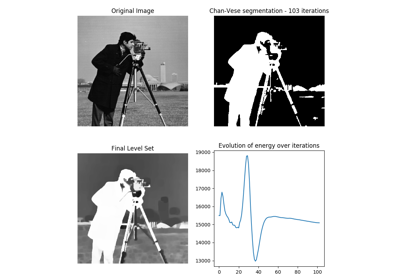 Original Image
Chan-Vese segmentation - 103 iterations
Final Level Set
Evolution of energy over iterations
19000
18000
17000
16000
15000
14000
13000
0 20 40 60 80 100